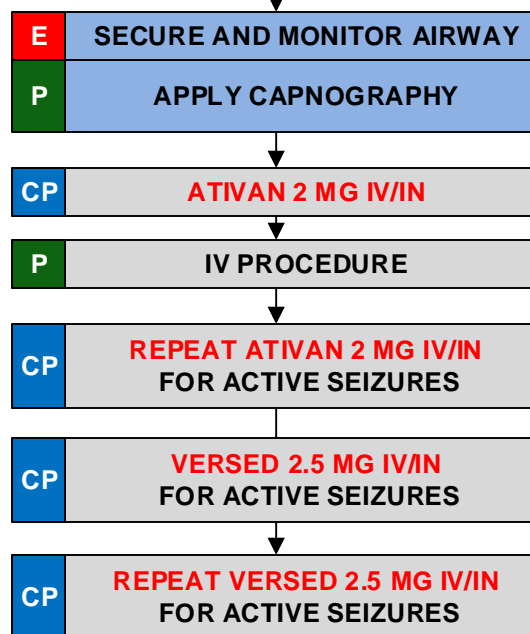 E SECURE AND MONITOR AIRWAY
P APPLY CAPNOGRAPHY
CP ATIVAN 2 MG IV/IN
P IV PROCEDURE
CP REPEAT ATIVAN 2 MG IV/IN
FOR ACTIVE SEIZURES
CP VERSED 2.5 MG IV/IN
FOR ACTIVE SEIZURES
CP REPEAT VERSED 2.5 MG IV/IN
FOR ACTIVE SEIZURES